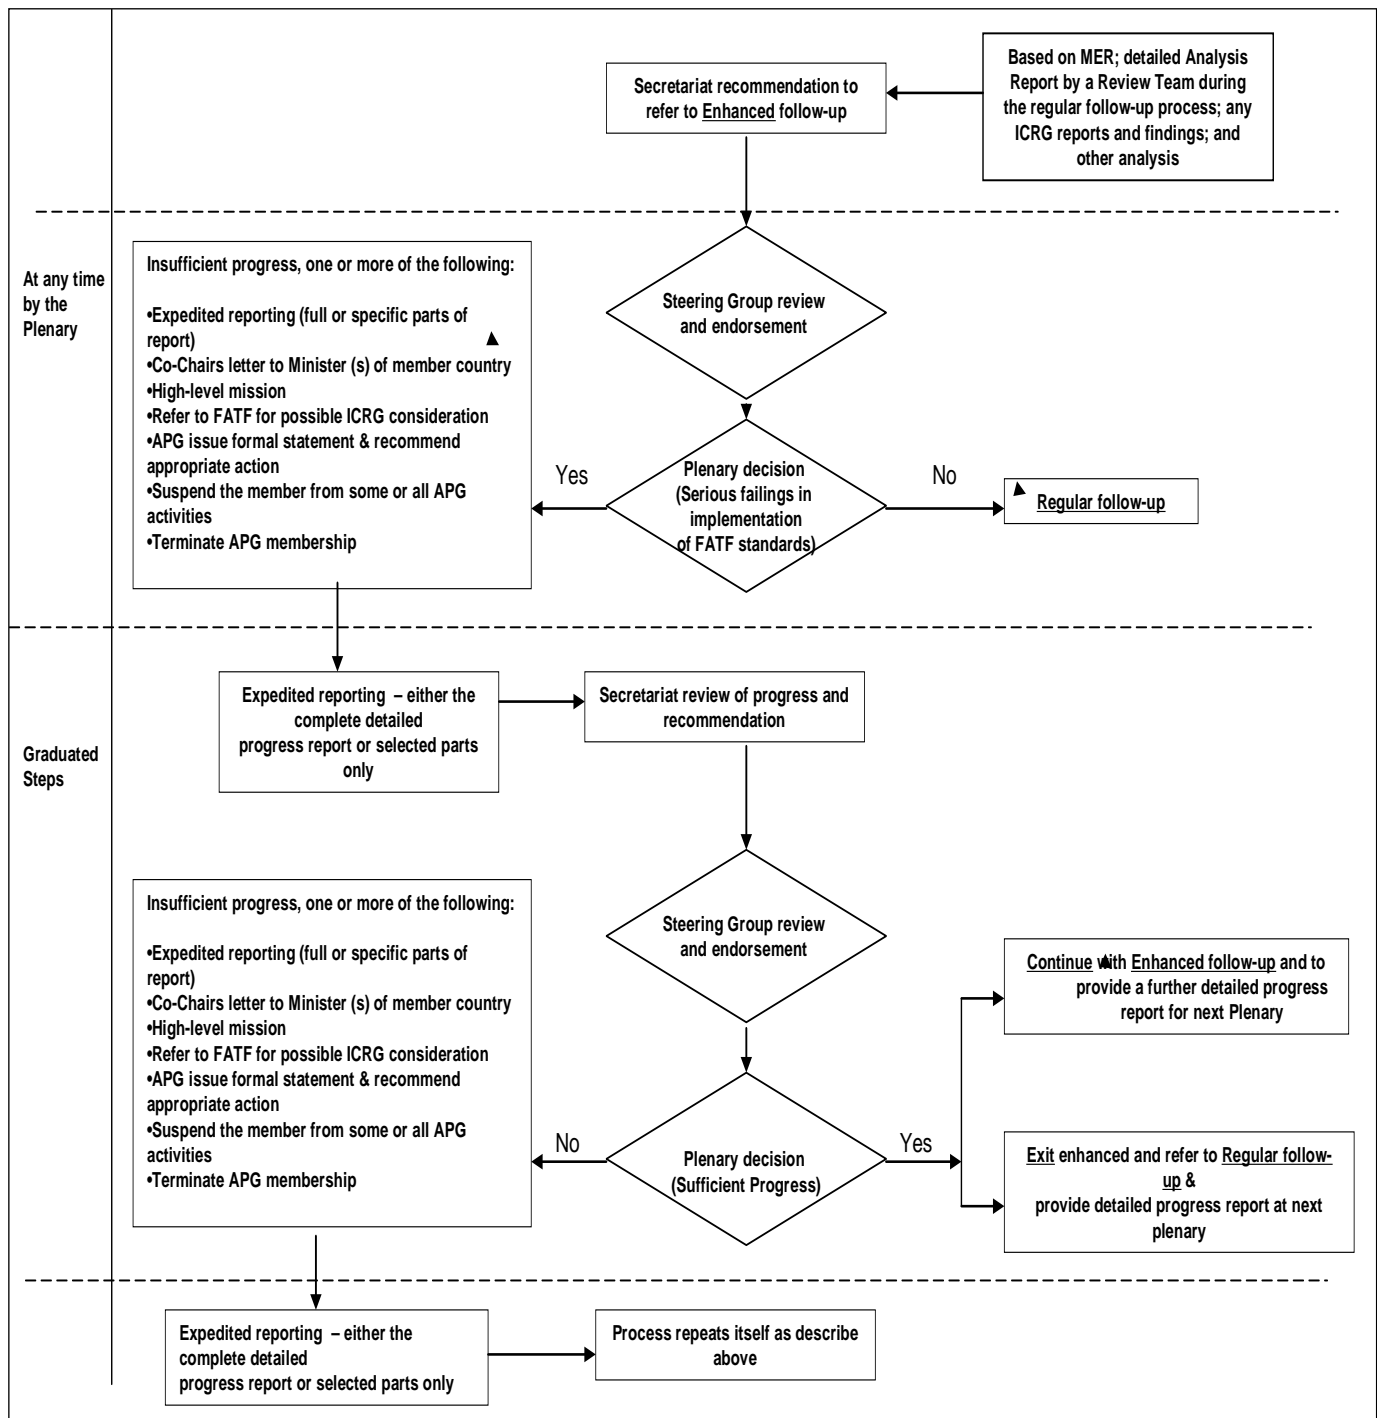 Secretariat recommendation to
refer to Enhanced follow-up
Based on MER; detailed Analysis
Report by a Review Team during
the regular follow-up process; any
ICRG reports and findings; and
other analysis
At any time
by the
Plenary
Insufficient progress, one or more of the following:
•Expedited reporting (full or specific parts of
report)
•Co-Chairs letter to Minister (s) of member country
•High-level mission
•Refer to FATF for possible ICRG consideration
•APG issue formal statement & recommend
appropriate action
•Suspend the member from some or all APG
activities
•Terminate APG membership
Steering Group review
and endorsement
Yes
Plenary decision
(Serious failings in
implementation
of FATF standards)
No
Regular follow-up
Graduated
Steps
Expedited reporting – either the
complete detailed
progress report or selected parts
only
Secretariat review of progress and
recommendation
Insufficient progress, one or more of the following:
•Expedited reporting (full or specific parts of
report)
•Co-Chairs letter to Minister (s) of member country
•High-level mission
•Refer to FATF for possible ICRG consideration
•APG issue formal statement & recommend
appropriate action
•Suspend the member from some or all APG
activities
•Terminate APG membership
Steering Group review
and endorsement
No
Plenary decision
(Sufficient Progress)
Yes
Continue with Enhanced follow-up and to
provide a further detailed progress
report for next Plenary
Exit enhanced and refer to Regular follow-
up &
provide detailed progress report at next
plenary
Expedited reporting – either the
complete detailed
progress report or selected parts only
Process repeats itself as describe
above